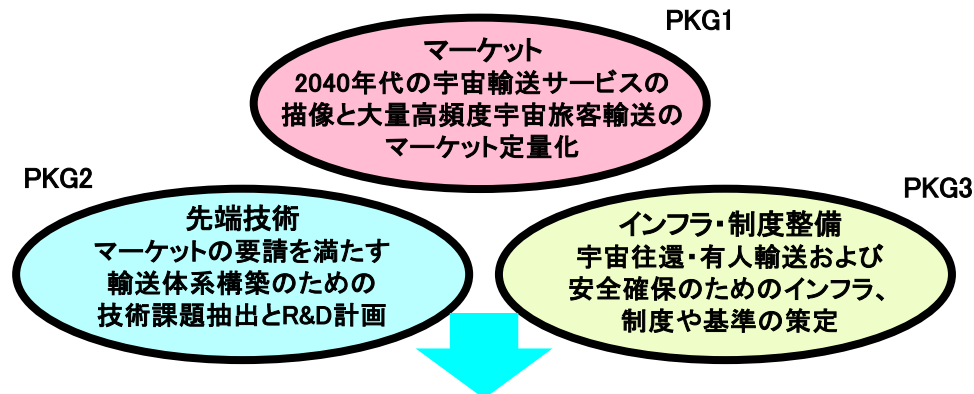 PKG1
マーケット
2040年代の宇宙輸送サービスの
描像と大量高頻度宇宙旅客輸送の
マーケット定量化
PKG2
先端技術
マーケットの要請を満たす
輸送体系構築のための
技術課題抽出とR&D計画
PKG3
インフラ・制度整備
宇宙往還・有人輸送および
安全確保のためのインフラ、
制度や基準の策定